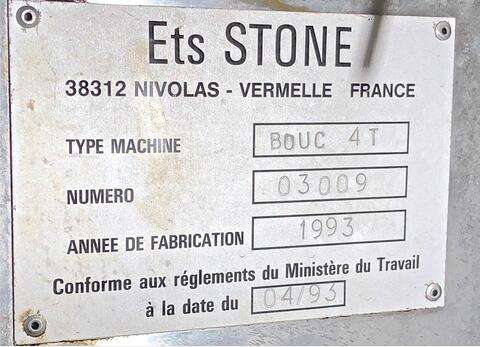 Ets STONE
38312 NIVOLAS - VERMELLE FRANCE
TYPE MACHINE BOUC 4T
NUMERO 03009
ANNEE DE FABRICATION 1993
Conforme aux réglements du Ministère du Travail
à la date du 04/93